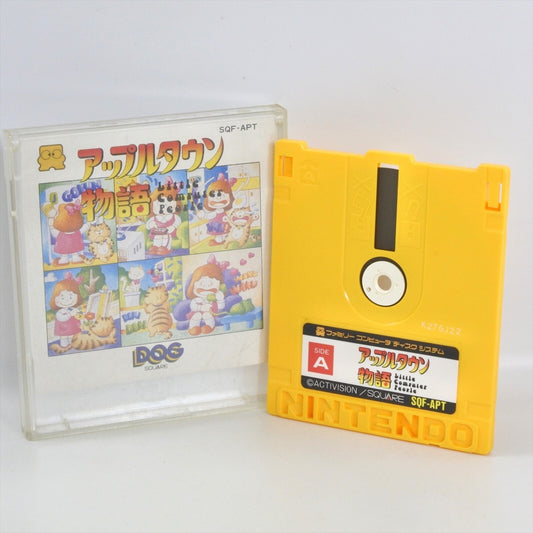 SQF-APT
アップルタウン
物語
Little
Computer
People
DOG
SQUARE
K276J22
ファミリー コンピュータ ディスク システム
SIDE
A
アップルタウン
物語
Little
Computer
People
©ACTIVISION / SQUARE SQF-APT
NINTENDO